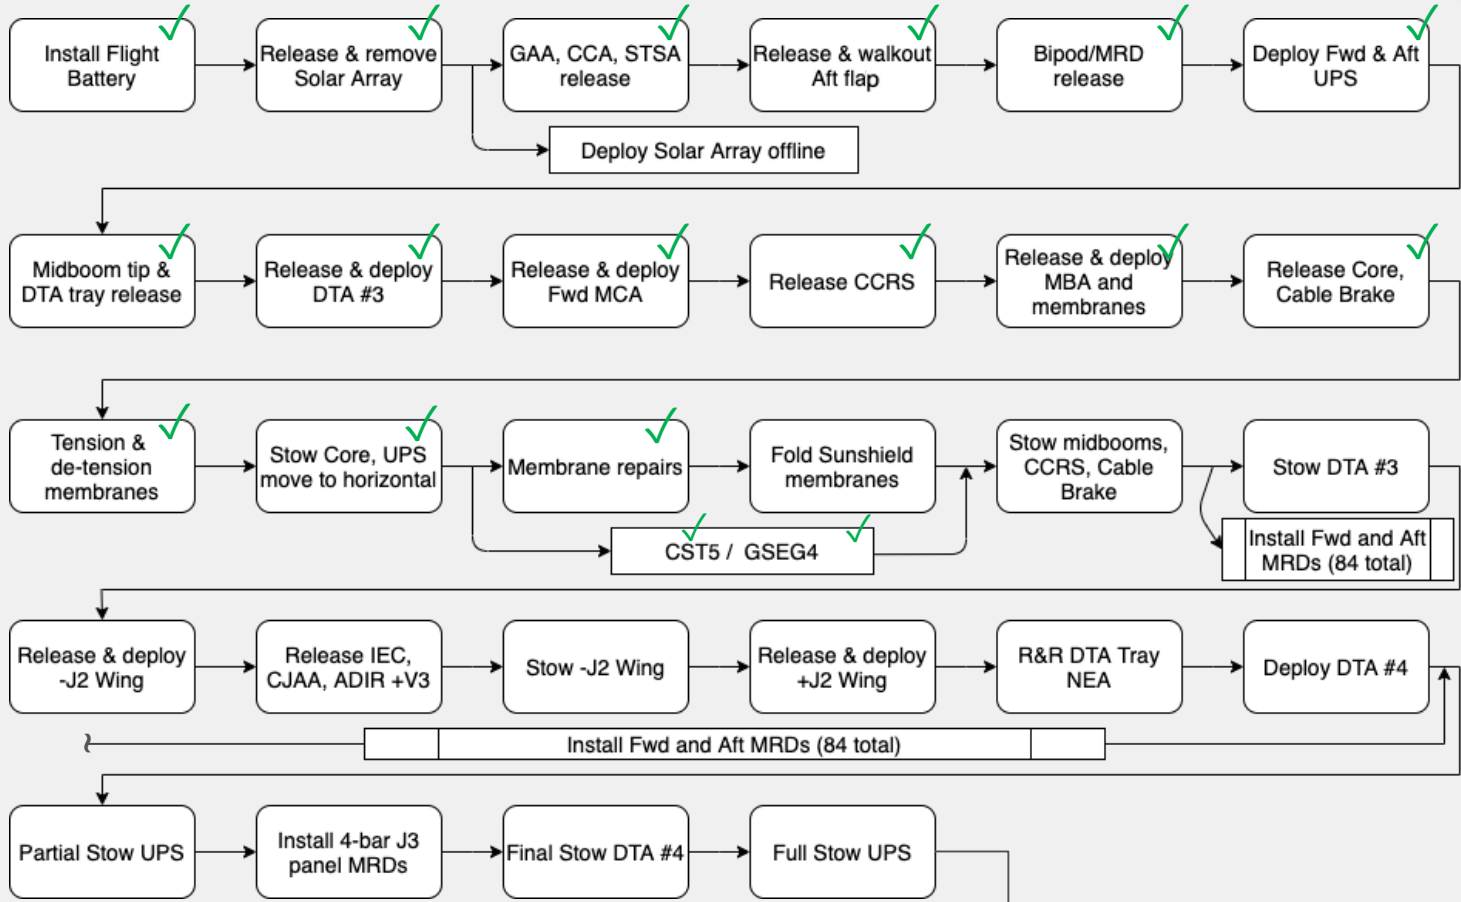 Install Flight
Battery
Release & remove
Solar Array
GAA, CCA, STSA
release
Release & walkout
Aft flap
Bipod/MRD
release
Deploy Fwd & Aft
UPS
Deploy Solar Array offline
Midboom tip &
DTA tray release
Release & deploy
DTA #3
Release & deploy
Fwd MCA
Release CCRS
Release & deploy
MBA and
membranes
Release Core,
Cable Brake
Tension &
de-tension
membranes
Stow Core, UPS
move to horizontal
Membrane repairs
Fold Sunshield
membranes
Stow midbooms,
CCRS, Cable
Brake
Stow DTA #3
CST5 / GSEG4
Install Fwd and Aft
MRDs (84 total)
Release & deploy
-J2 Wing
Release IEC,
CJAA, ADIR +V3
Stow -J2 Wing
Release & deploy
+J2 Wing
R&R DTA Tray
NEA
Deploy DTA #4
Install Fwd and Aft MRDs (84 total)
Partial Stow UPS
Install 4-bar J3
panel MRDs
Final Stow DTA #4
Full Stow UPS